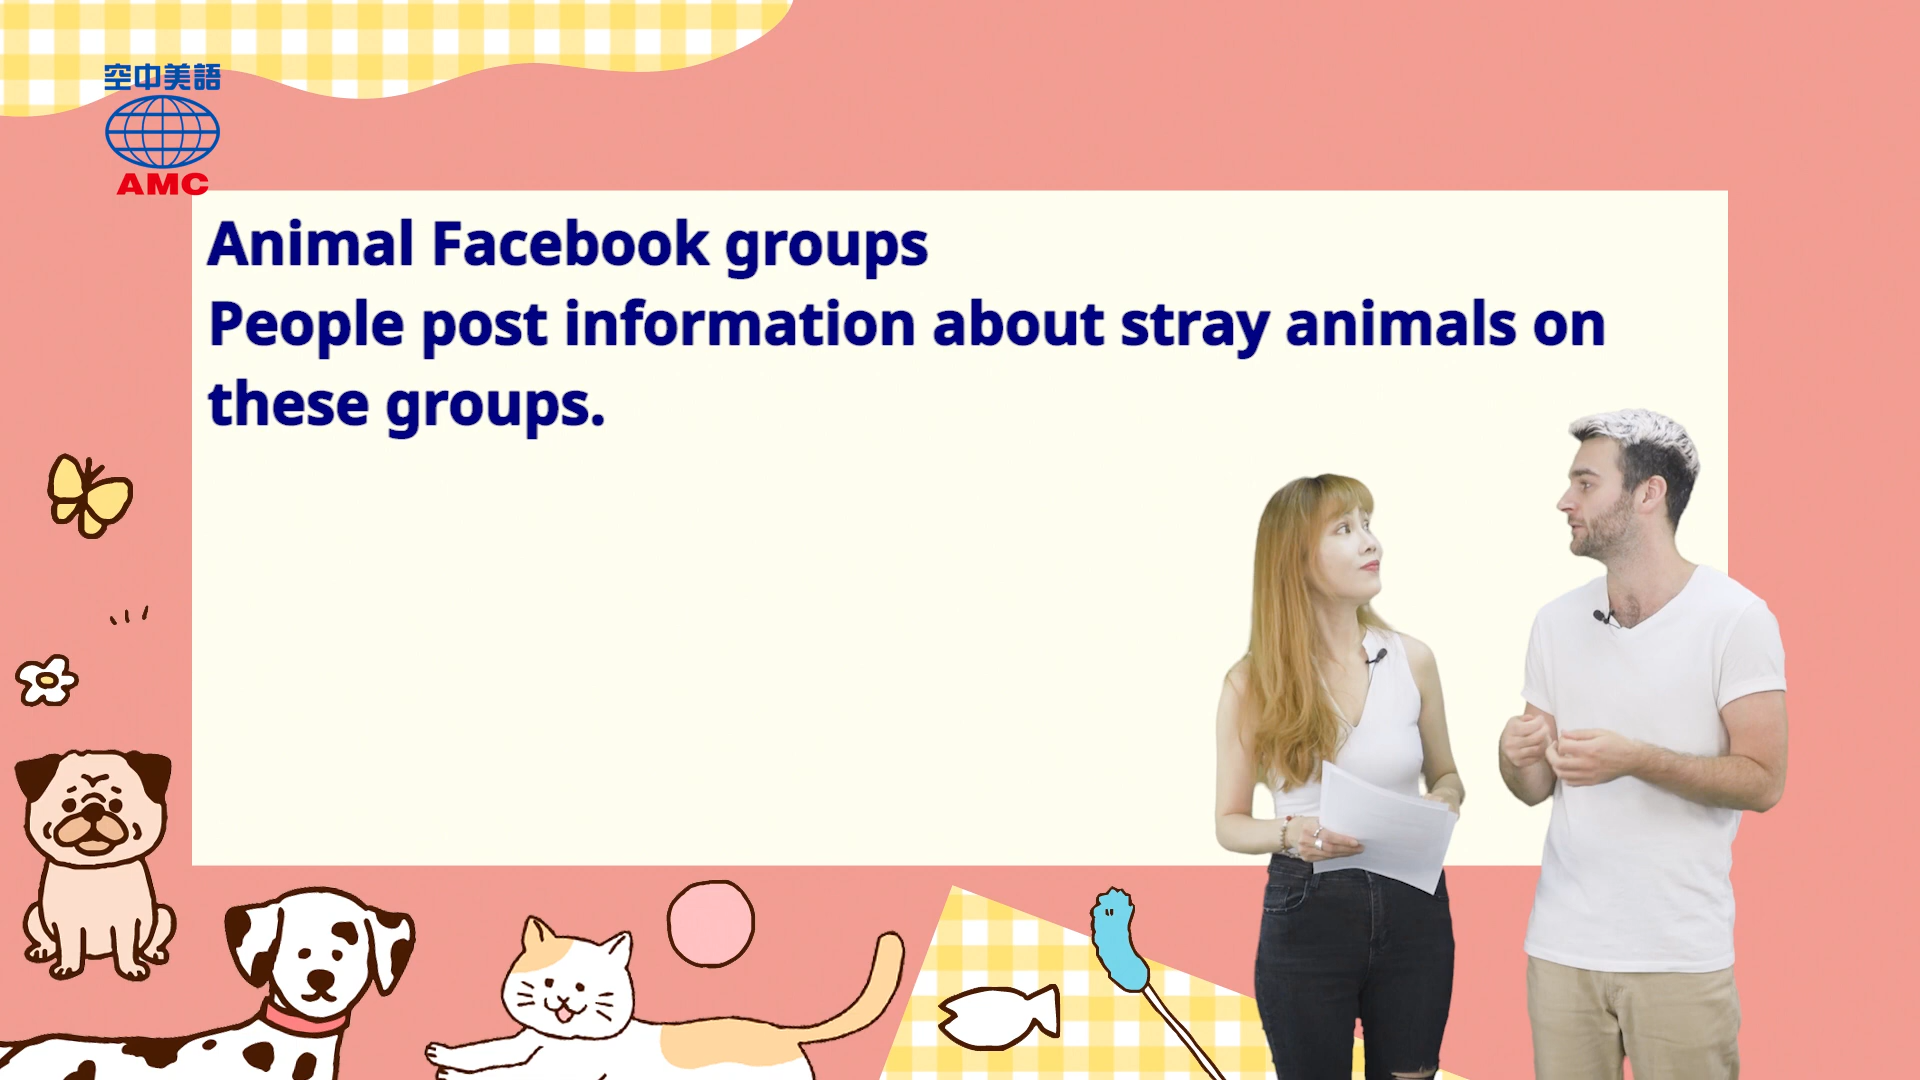 空中美語
AMC
Animal Facebook groups
People post information about stray animals on
these groups.